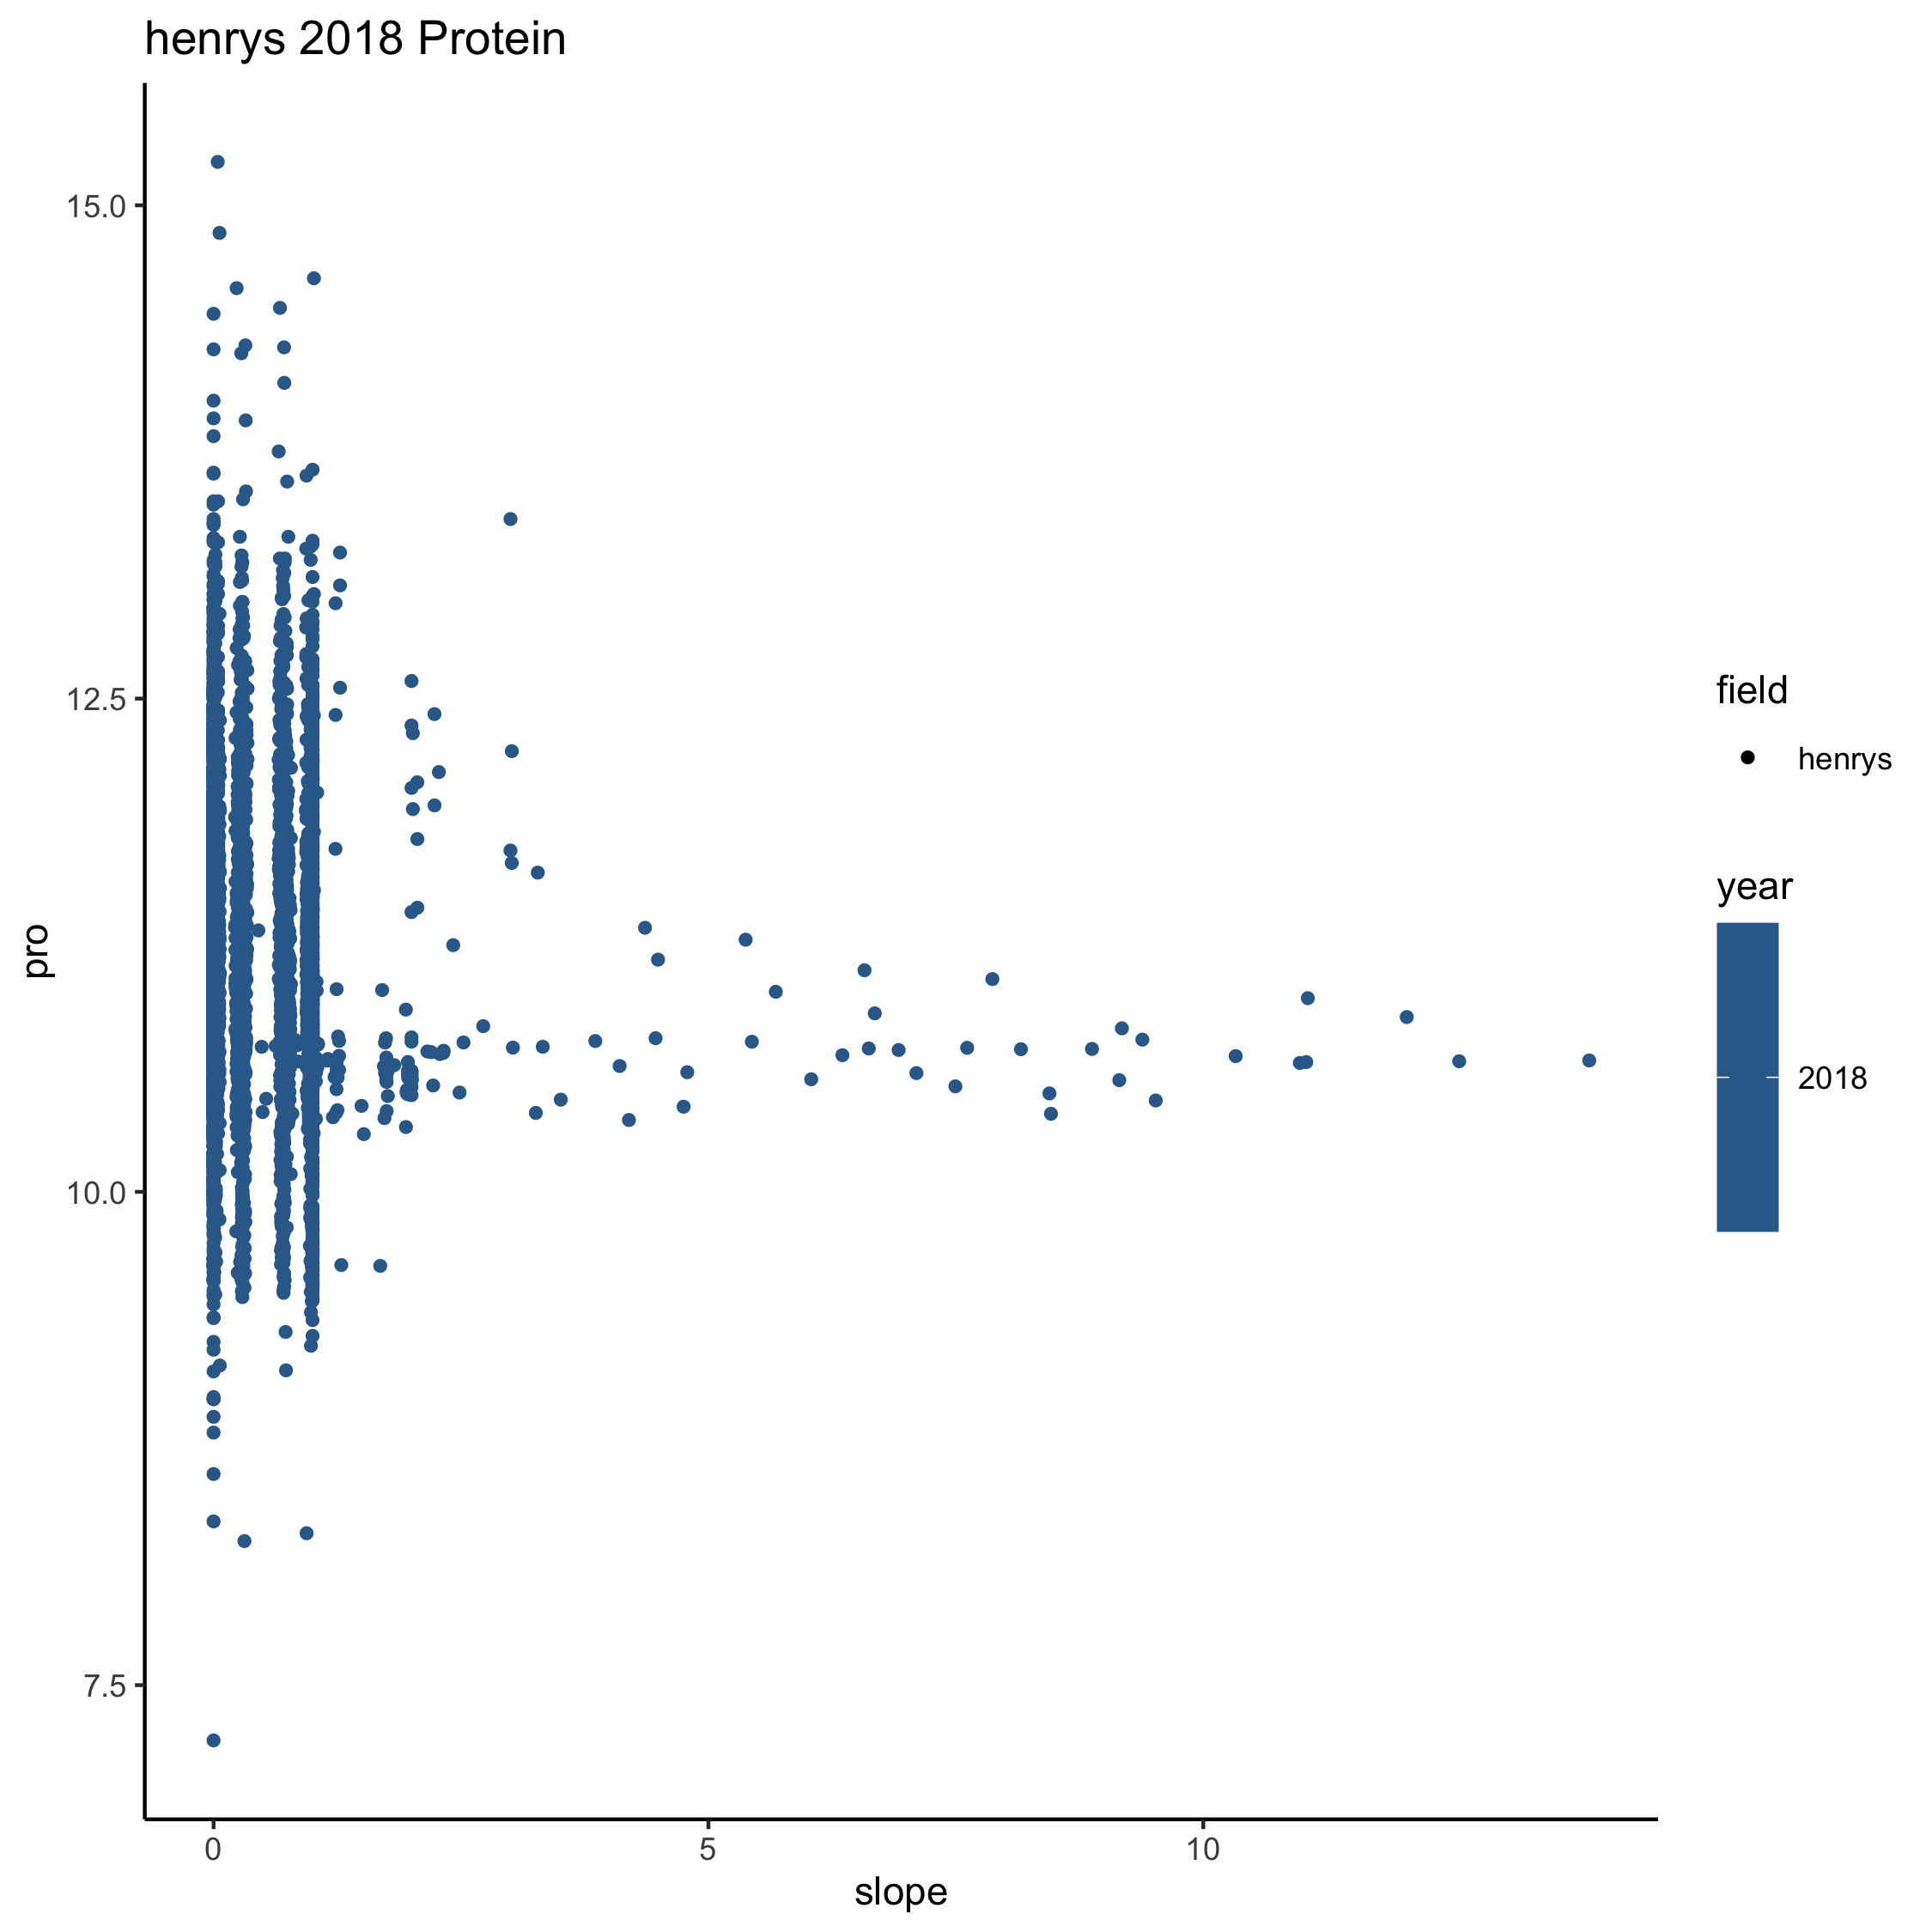 henrys 2018 Protein
15.0
12.5
10.0
7.5
pro
0 5 10
slope
field
henrys
year
2018